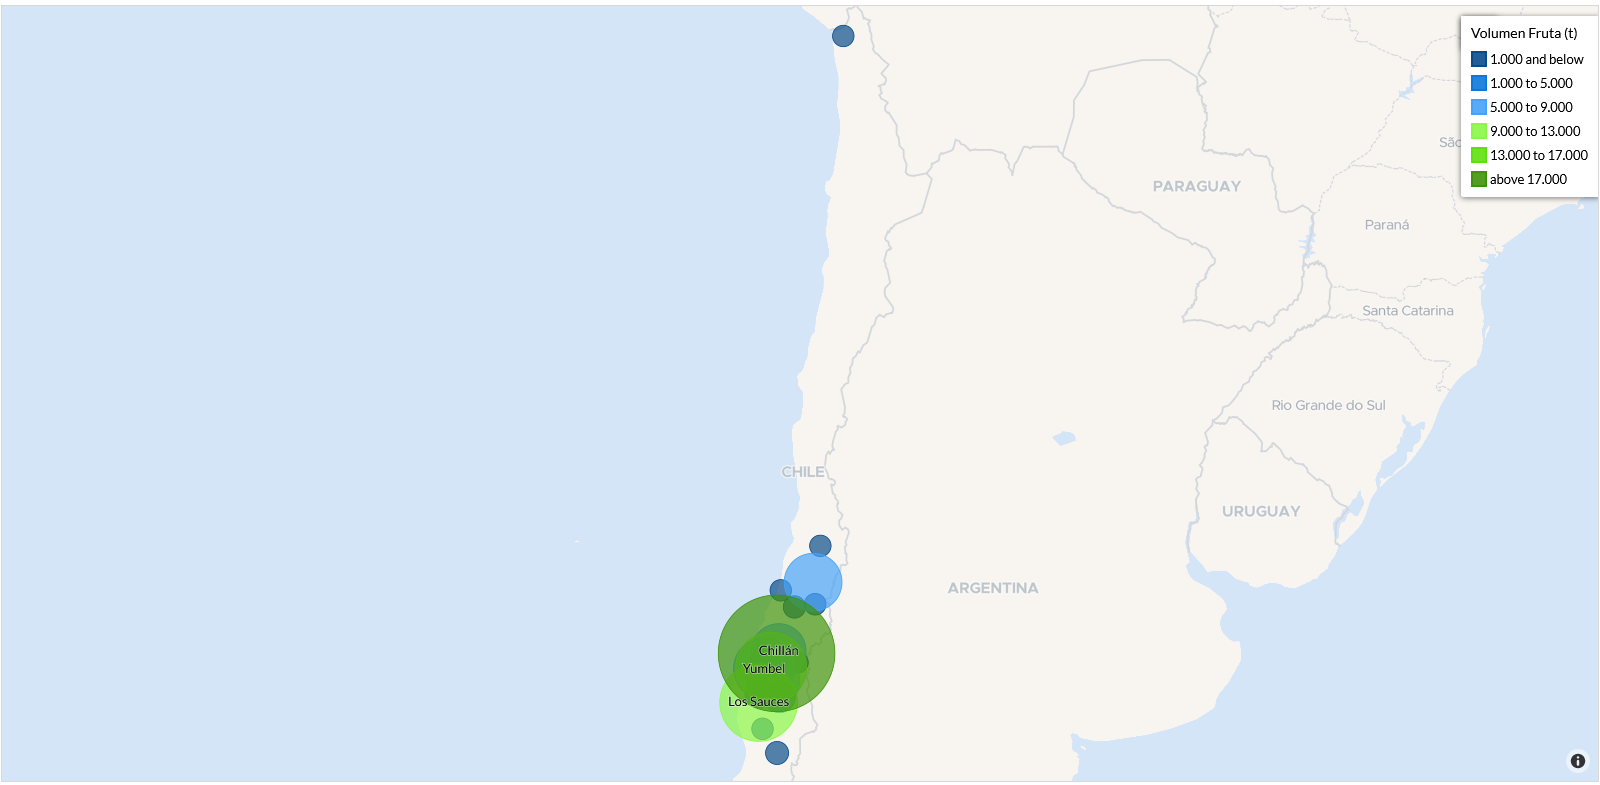 Volumen Fruta (t)
1.000 and below
1.000 to 5.000
5.000 to 9.000
9.000 to 13.000
13.000 to 17.000
above 17.000
São
PARAGUAY
Paraná
Santa Catarina
Rio Grande do Sul
CHILE
URUGUAY
ARGENTINA
Chillán
Yumbel
Los Sauces